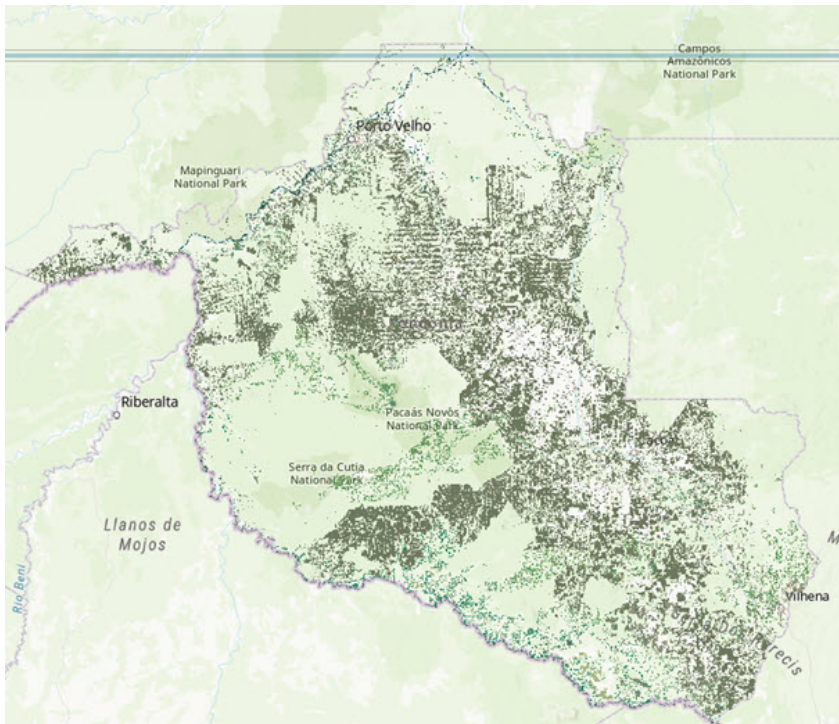 Campos
Amazônicos
National Park
Porto Velho
Mapinguari
National Park
Rondônia
Riberalta
Pacaás Novos
National Park
Serra da Cutia
National Park
Llanos de
Mojos
Rio Beni
Vilhena